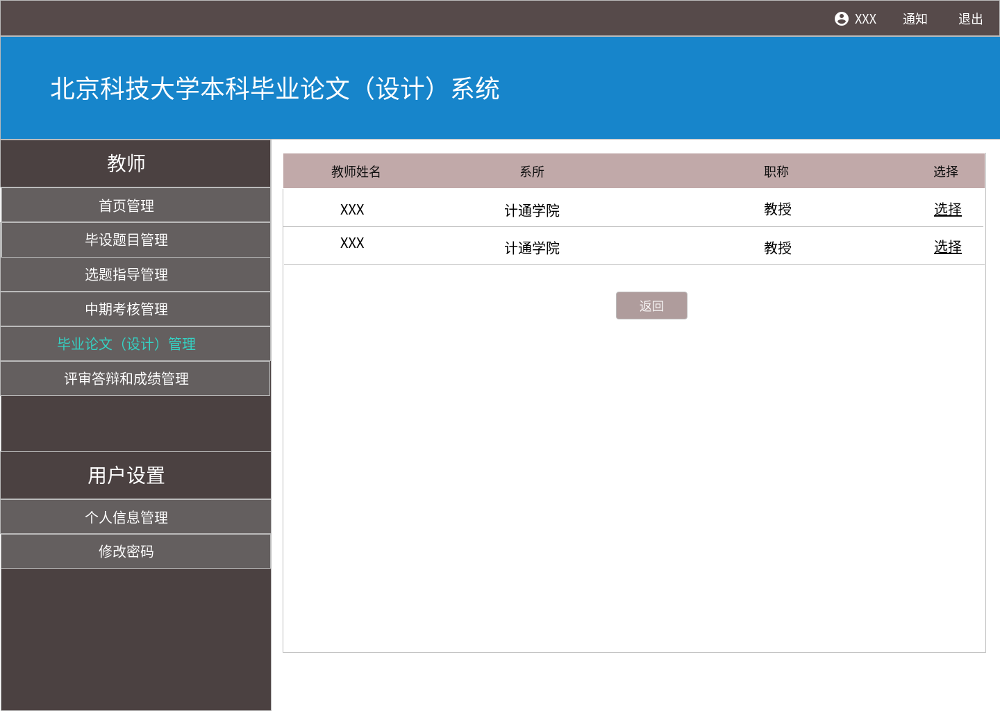 XXX 通知 退出
北京科技大学本科毕业论文（设计）系统
教师
首页管理
毕设题目管理
选题指导管理
中期考核管理
毕业论文（设计）管理
评审答辩和成绩管理
用户设置
个人信息管理
修改密码
教师姓名 系所 职称 选择
XXX 计通学院 教授 选择
XXX 计通学院 教授 选择
返回